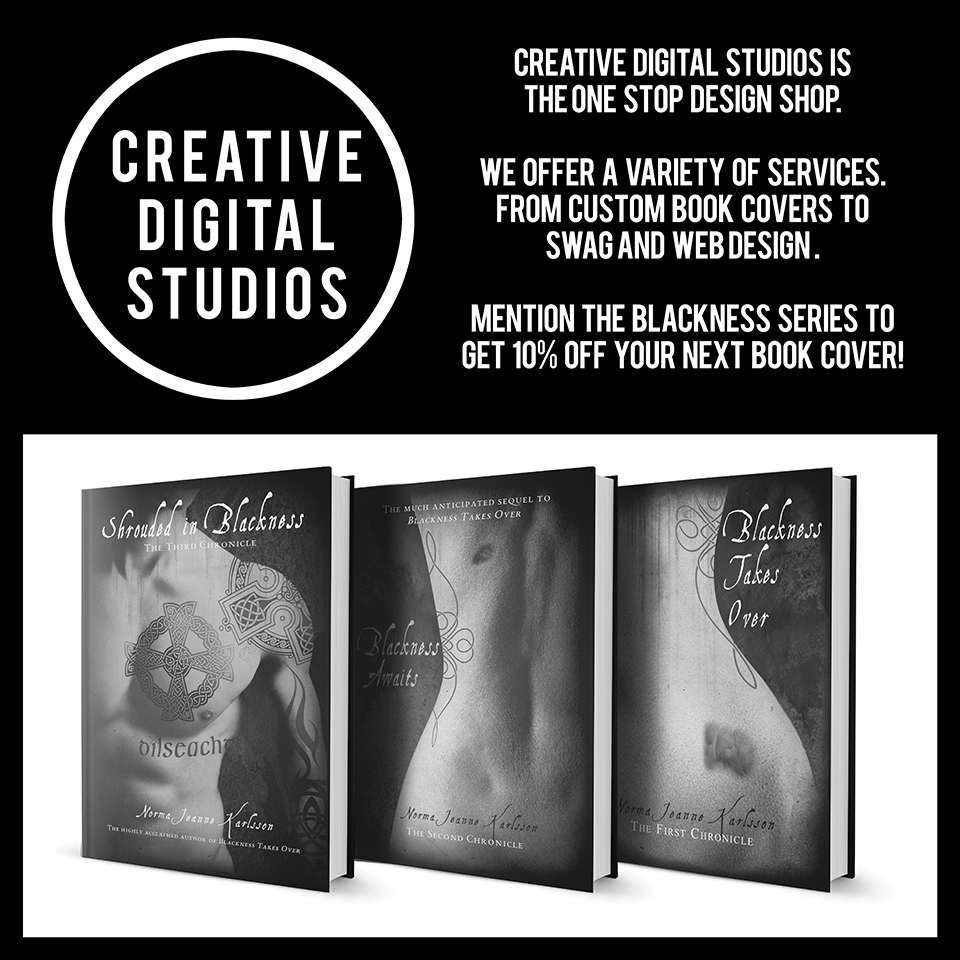 CREATIVE
DIGITAL
STUDIOS
CREATIVE DIGITAL STUDIOS IS
THE ONE STOP DESIGN SHOP.
WE OFFER A VARIETY OF SERVICES.
FROM CUSTOM BOOK COVERS TO
SWAG AND WEB DESIGN.
MENTION THE BLACKNESS SERIES TO
GET 10% OFF YOUR NEXT BOOK COVER!
Shrouded in Blackness
THE THIRD CHRONICLE
dilseacht
Norma Jeanne Karlsson
THE HIGHLY ACCLAIMED AUTHOR OF BLACKNESS TAKES OVER
THE MUCH ANTICIPATED SEQUEL TO
BLACKNESS TAKES OVER
Blackness
Awaits
Norma Jeanne Karlsson
THE SECOND CHRONICLE
Blackness
Takes
Over
Norma Jeanne Karlsson
THE FIRST CHRONICLE